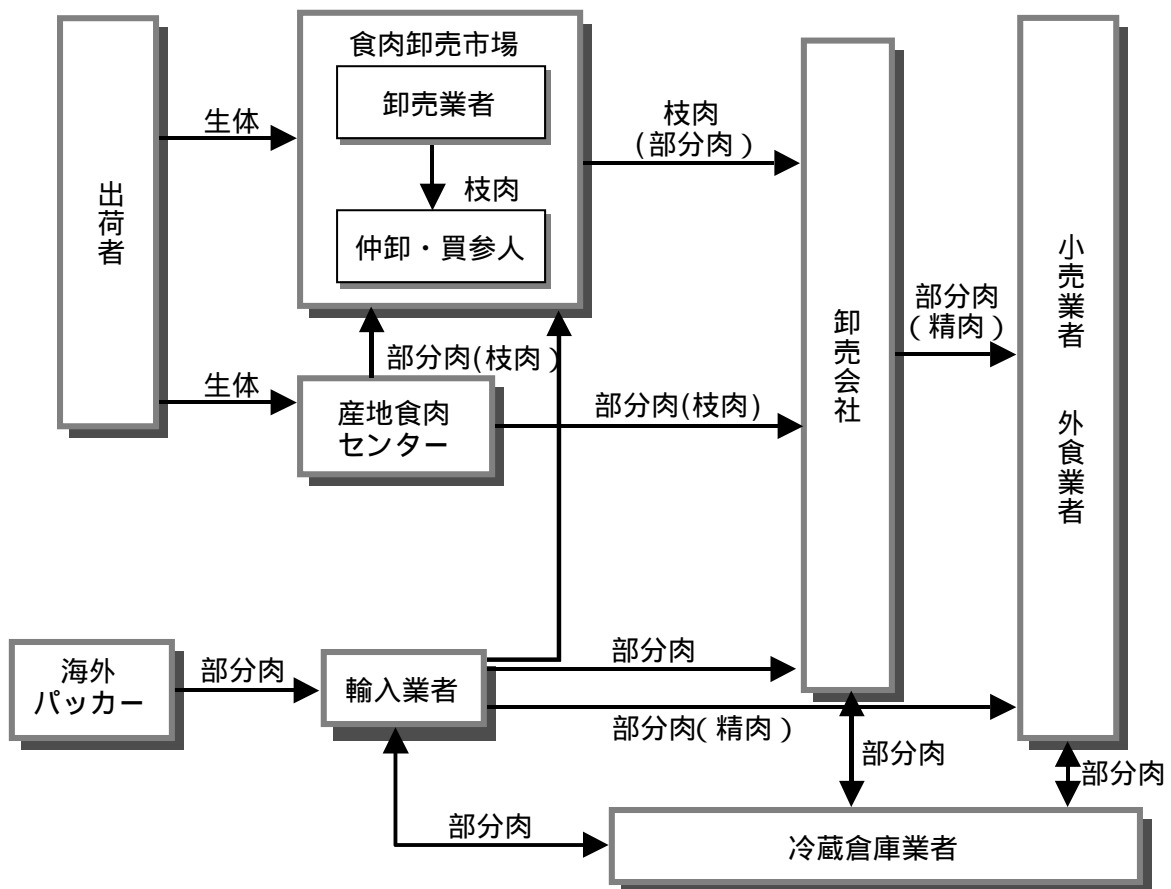 食肉卸売市場
卸売業者
枝肉
仲卸・買参人
生体
出荷者
生体
枝肉
(部分肉)
部分肉(枝肉)
産地食肉
センター
部分肉(枝肉)
卸売会社
部分肉
(精肉)
小売業者 外食業者
海外
パッカー
部分肉
輸入業者
部分肉
部分肉(精肉)
部分肉
部分肉
部分肉
冷蔵倉庫業者